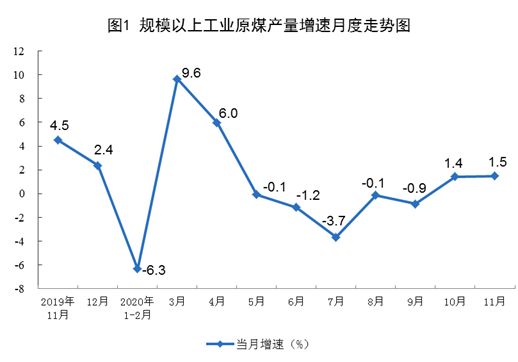 图1 规模以上工业原煤产量增速月度走势图
12
10
8
6
4
2
0
-2
-4
-6
-8
4.5
2.4
-6.3
9.6
6.0
-0.1
-1.2
-3.7
-0.1
-0.9
1.4
1.5
2019年
11月
12月
2020年
1-2月
3月
4月
5月
6月
7月
8月
9月
10月
11月
当月增速（%）